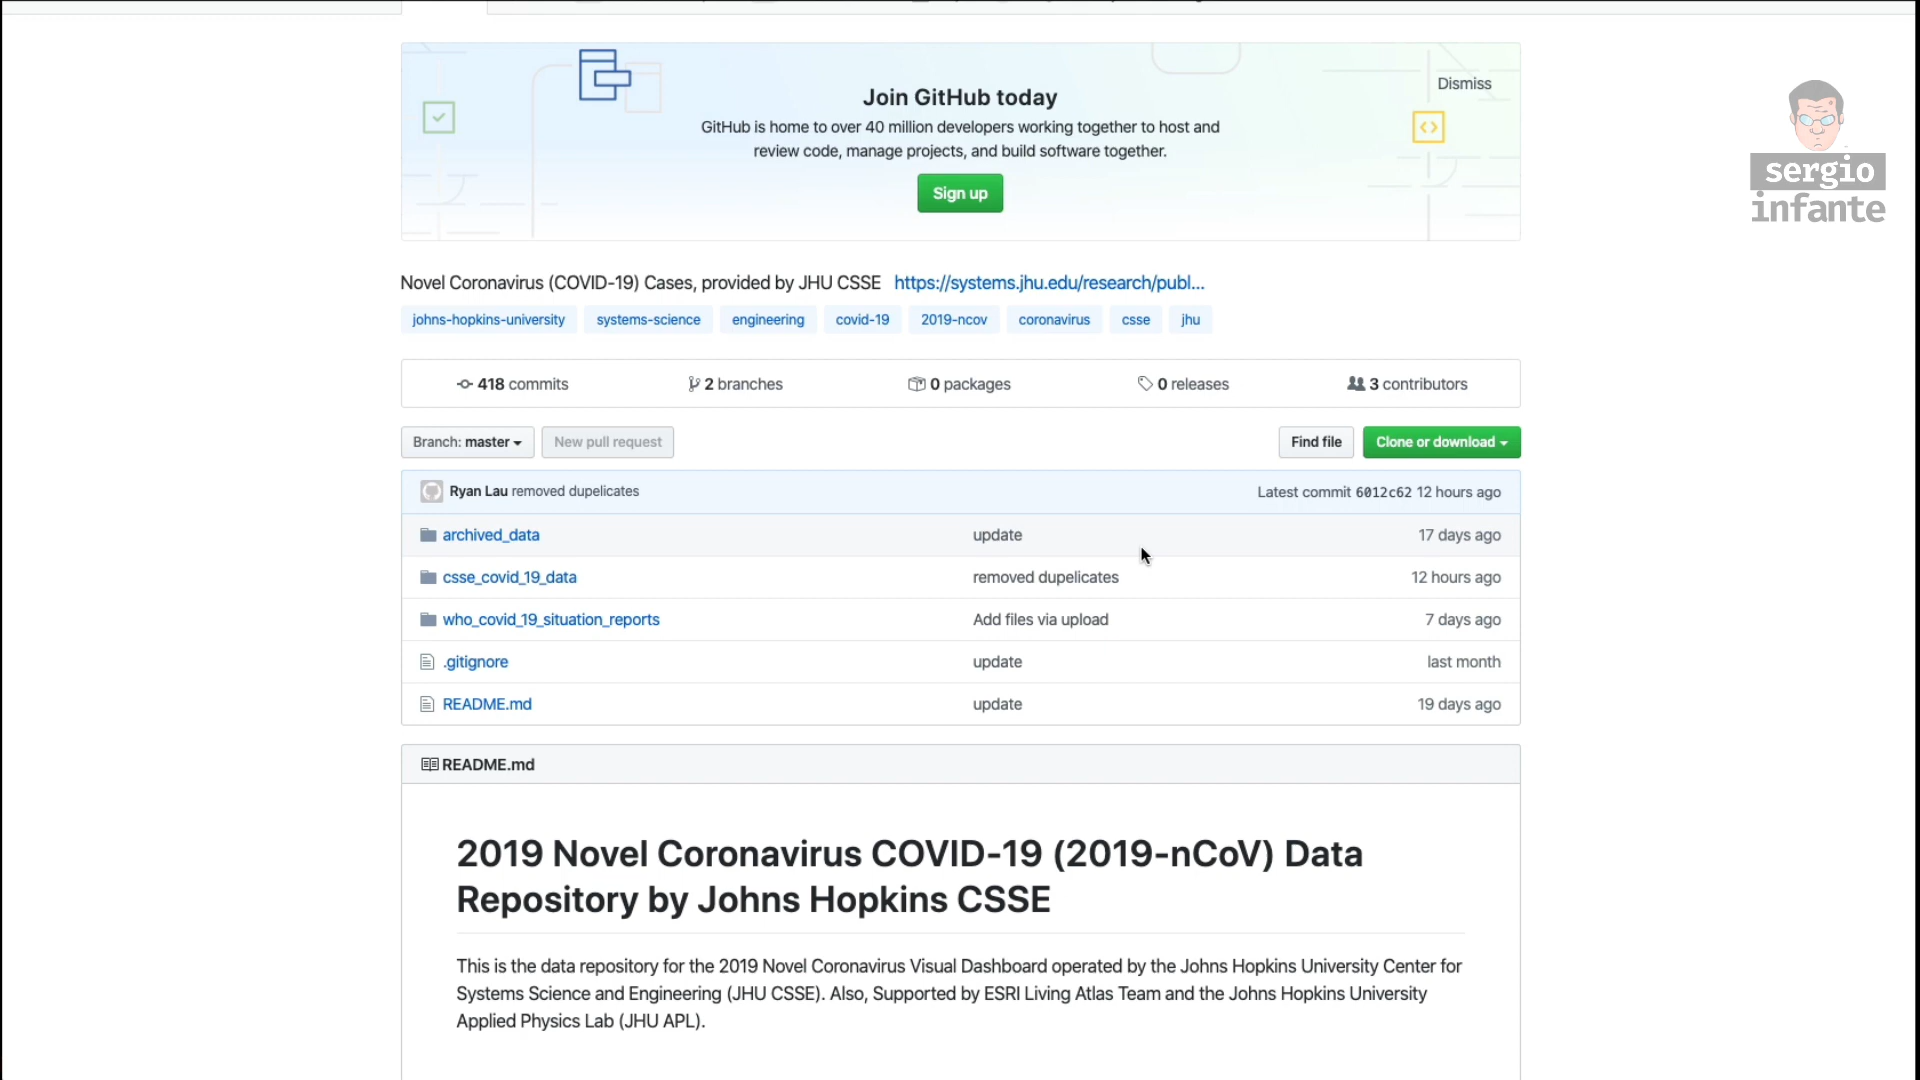 Join GitHub today
Dismiss
GitHub is home to over 40 million developers working together to host and
review code, manage projects, and build software together.
Sign up
sergio
infante
Novel Coronavirus (COVID-19) Cases, provided by JHU CSSE https://systems.jhu.edu/research/publ...
johns-hopkins-university systems-science engineering covid-19 2019-ncov coronavirus csse jhu
418 commits 2 branches 0 packages 0 releases 3 contributors
Branch: master New pull request Find file Clone or download
Ryan Lau removed dupelicates Latest commit 6012c62 12 hours ago
archived_data update 17 days ago
csse_covid_19_data removed dupelicates 12 hours ago
who_covid_19_situation_reports Add files via upload 7 days ago
.gitignore update last month
README.md update 19 days ago
README.md
2019 Novel Coronavirus COVID-19 (2019-nCoV) Data
Repository by Johns Hopkins CSSE
This is the data repository for the 2019 Novel Coronavirus Visual Dashboard operated by the Johns Hopkins University Center for
Systems Science and Engineering (JHU CSSE). Also, Supported by ESRI Living Atlas Team and the Johns Hopkins University
Applied Physics Lab (JHU APL).